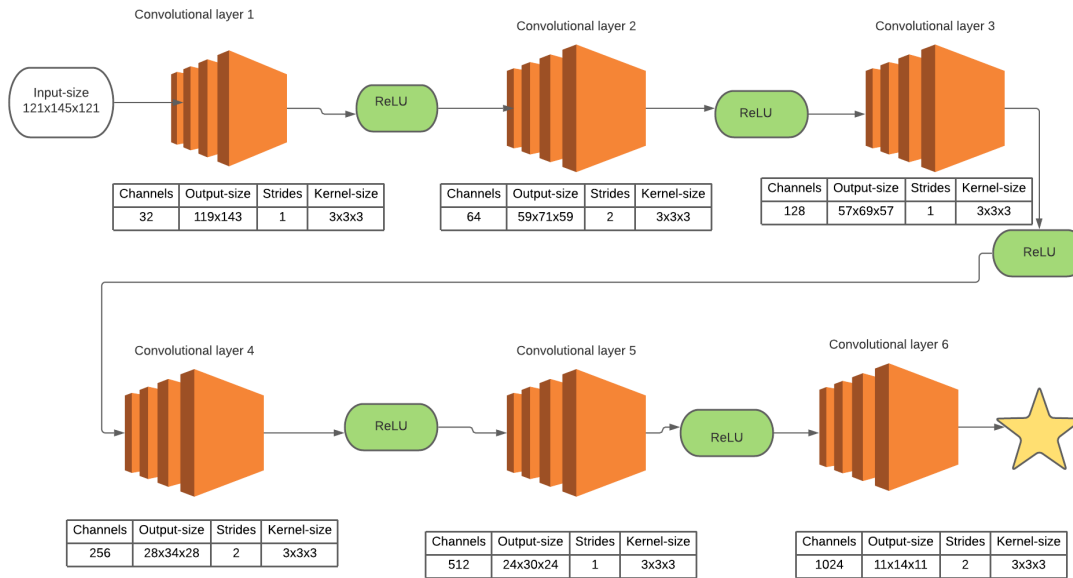 Convolutional layer 1
Convolutional layer 2
Convolutional layer 3
Input-size
121x145x121
ReLU
ReLU
Channels Output-size Strides Kernel-size
32 119x143 1 3x3x3
Channels Output-size Strides Kernel-size
64 59x71x59 2 3x3x3
Channels Output-size Strides Kernel-size
128 57x69x57 1 3x3x3
ReLU
Convolutional layer 4
Convolutional layer 5
Convolutional layer 6
ReLU
ReLU
Channels Output-size Strides Kernel-size
256 28x34x28 2 3x3x3
Channels Output-size Strides Kernel-size
512 24x30x24 1 3x3x3
Channels Output-size Strides Kernel-size
1024 11x14x11 2 3x3x3